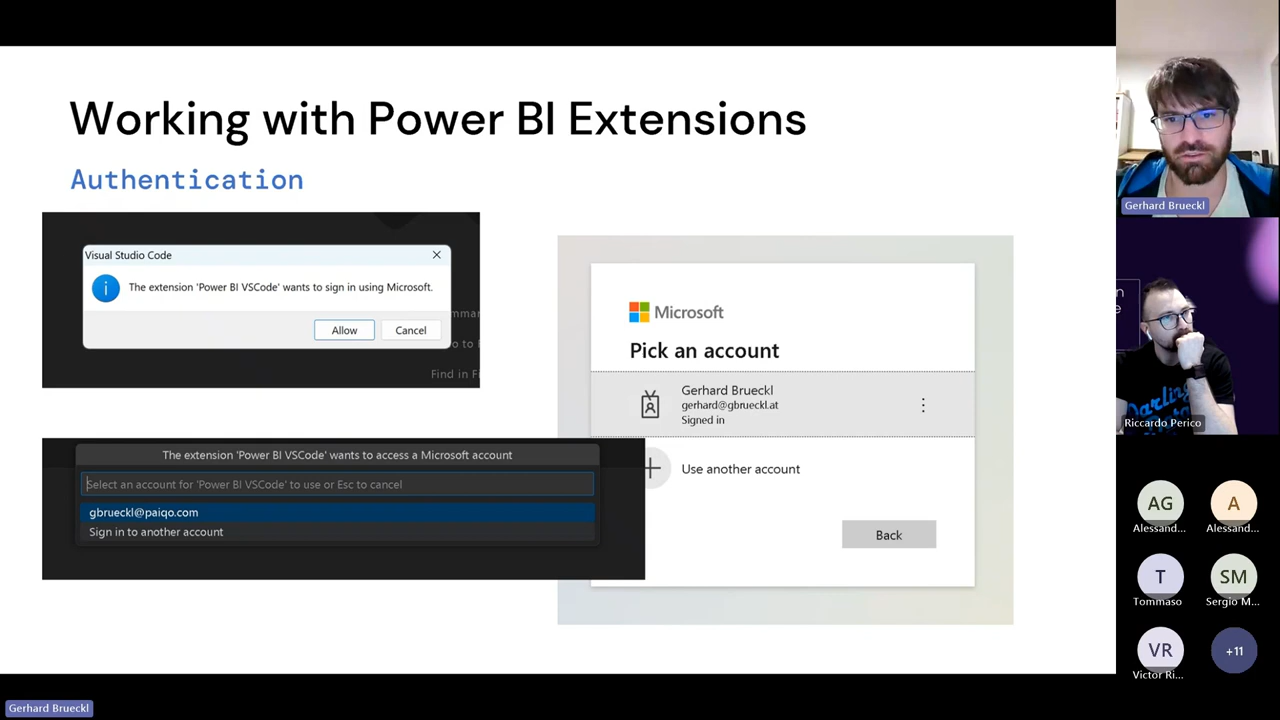 Working with Power BI Extensions
Authentication
Visual Studio Code
The extension 'Power BI VSCode' wants to sign in using Microsoft.
Allow
Cancel
Find in
The extension 'Power BI VSCode' wants to access a Microsoft account
Select an account for 'Power BI VSCode' to use or Esc to cancel
gbrueckl@paiqo.com
Sign in to another account
Microsoft
Pick an account
Gerhard Brueckl
gerhard@gbrueckl.at
Signed in
Use another account
Back
Gerhard Brueckl
Darling
Riccardo Perico
AG
Alessand...
A
Alessand...
T
Tommaso
SM
Sergio M...
VR
Victor Ri...
+11
Gerhard Brueckl